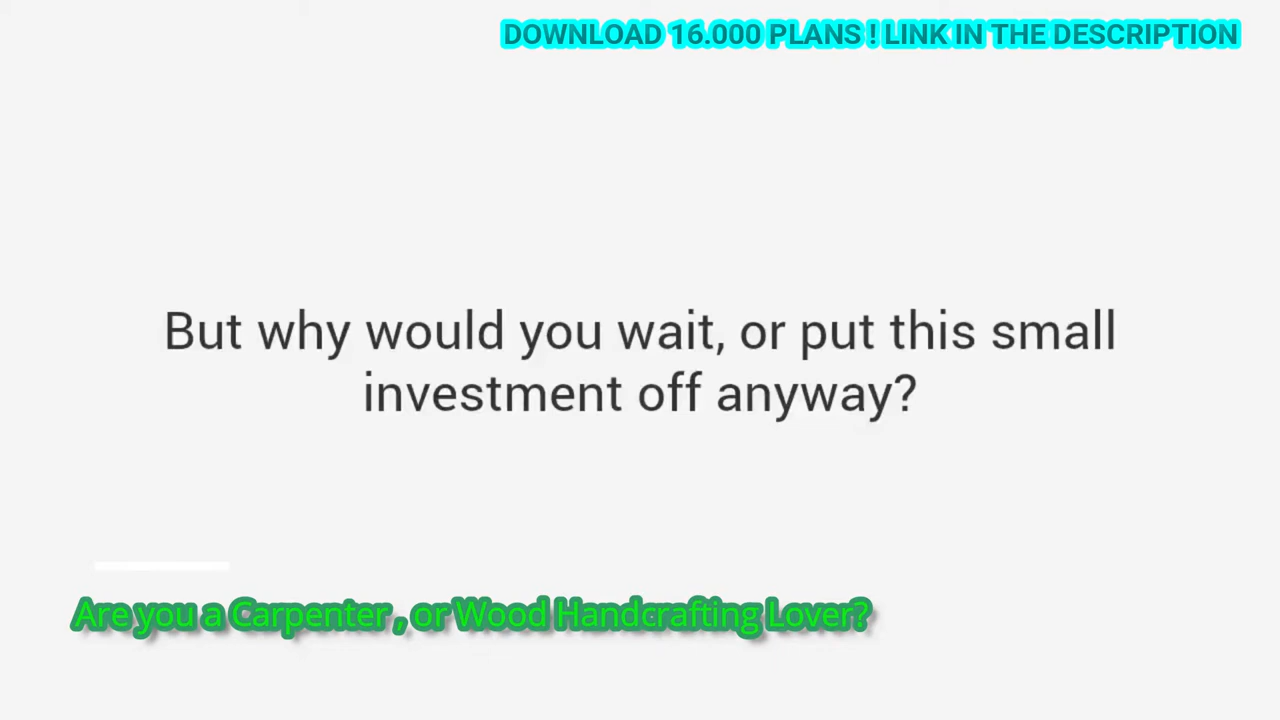 DOWNLOAD 16.000 PLANS ! LINK IN THE DESCRIPTION
But why would you wait, or put this small
investment off anyway?
Are you a Carpenter , or Wood Handcrafting Lover?